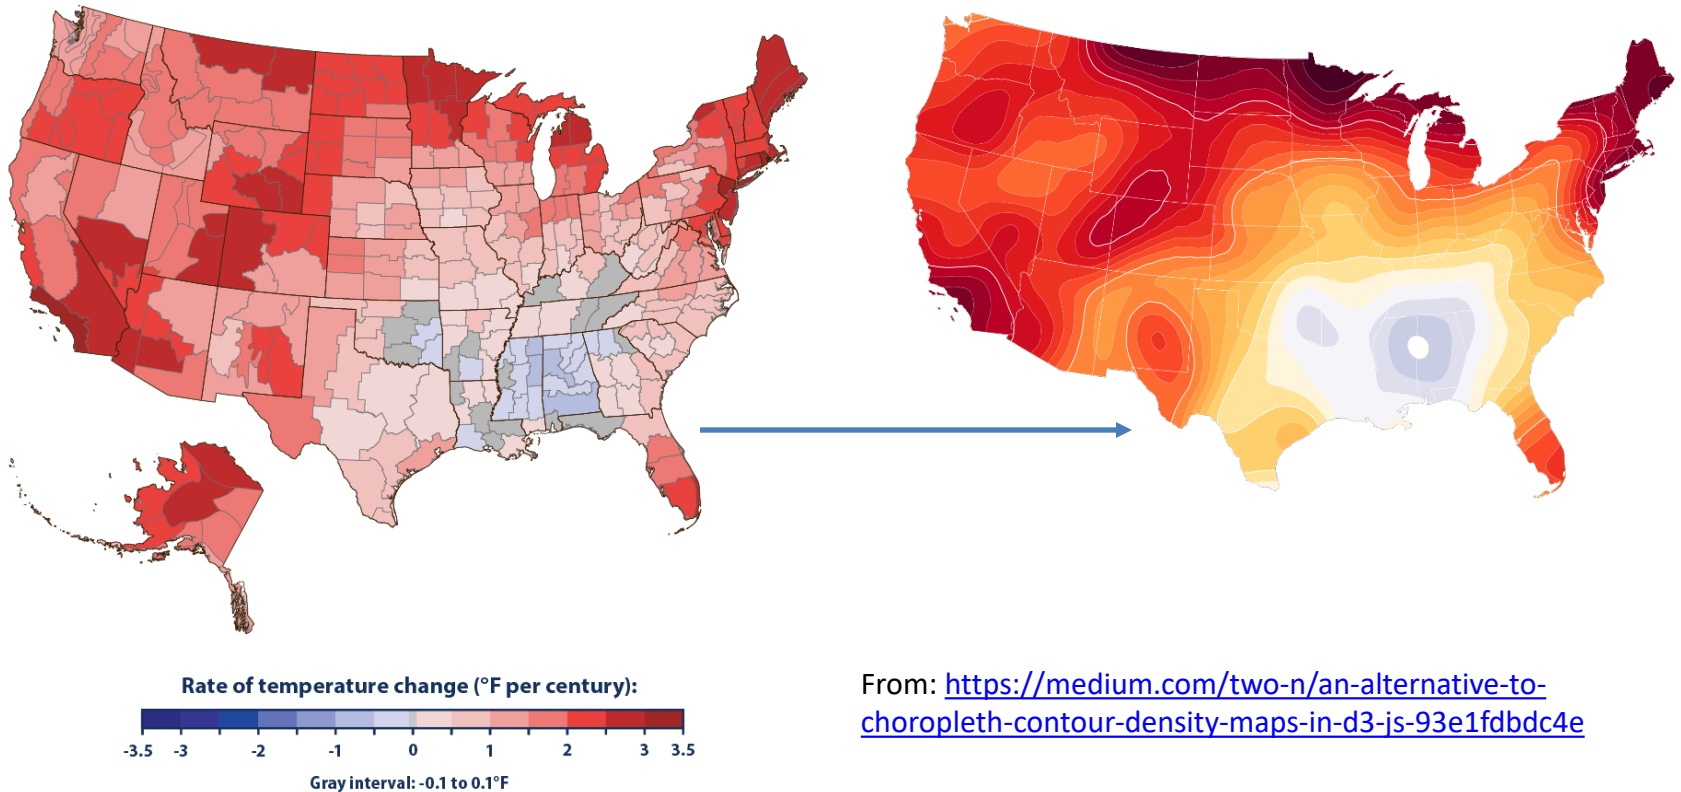 Rate of temperature change (°F per century):
-3.5 -3 -2 -1 0 1 2 3 3.5
Gray interval: -0.1 to 0.1°F
From: https://medium.com/two-n/an-alternative-to-
choropleth-contour-density-maps-in-d3-js-93e1fdbdc4e